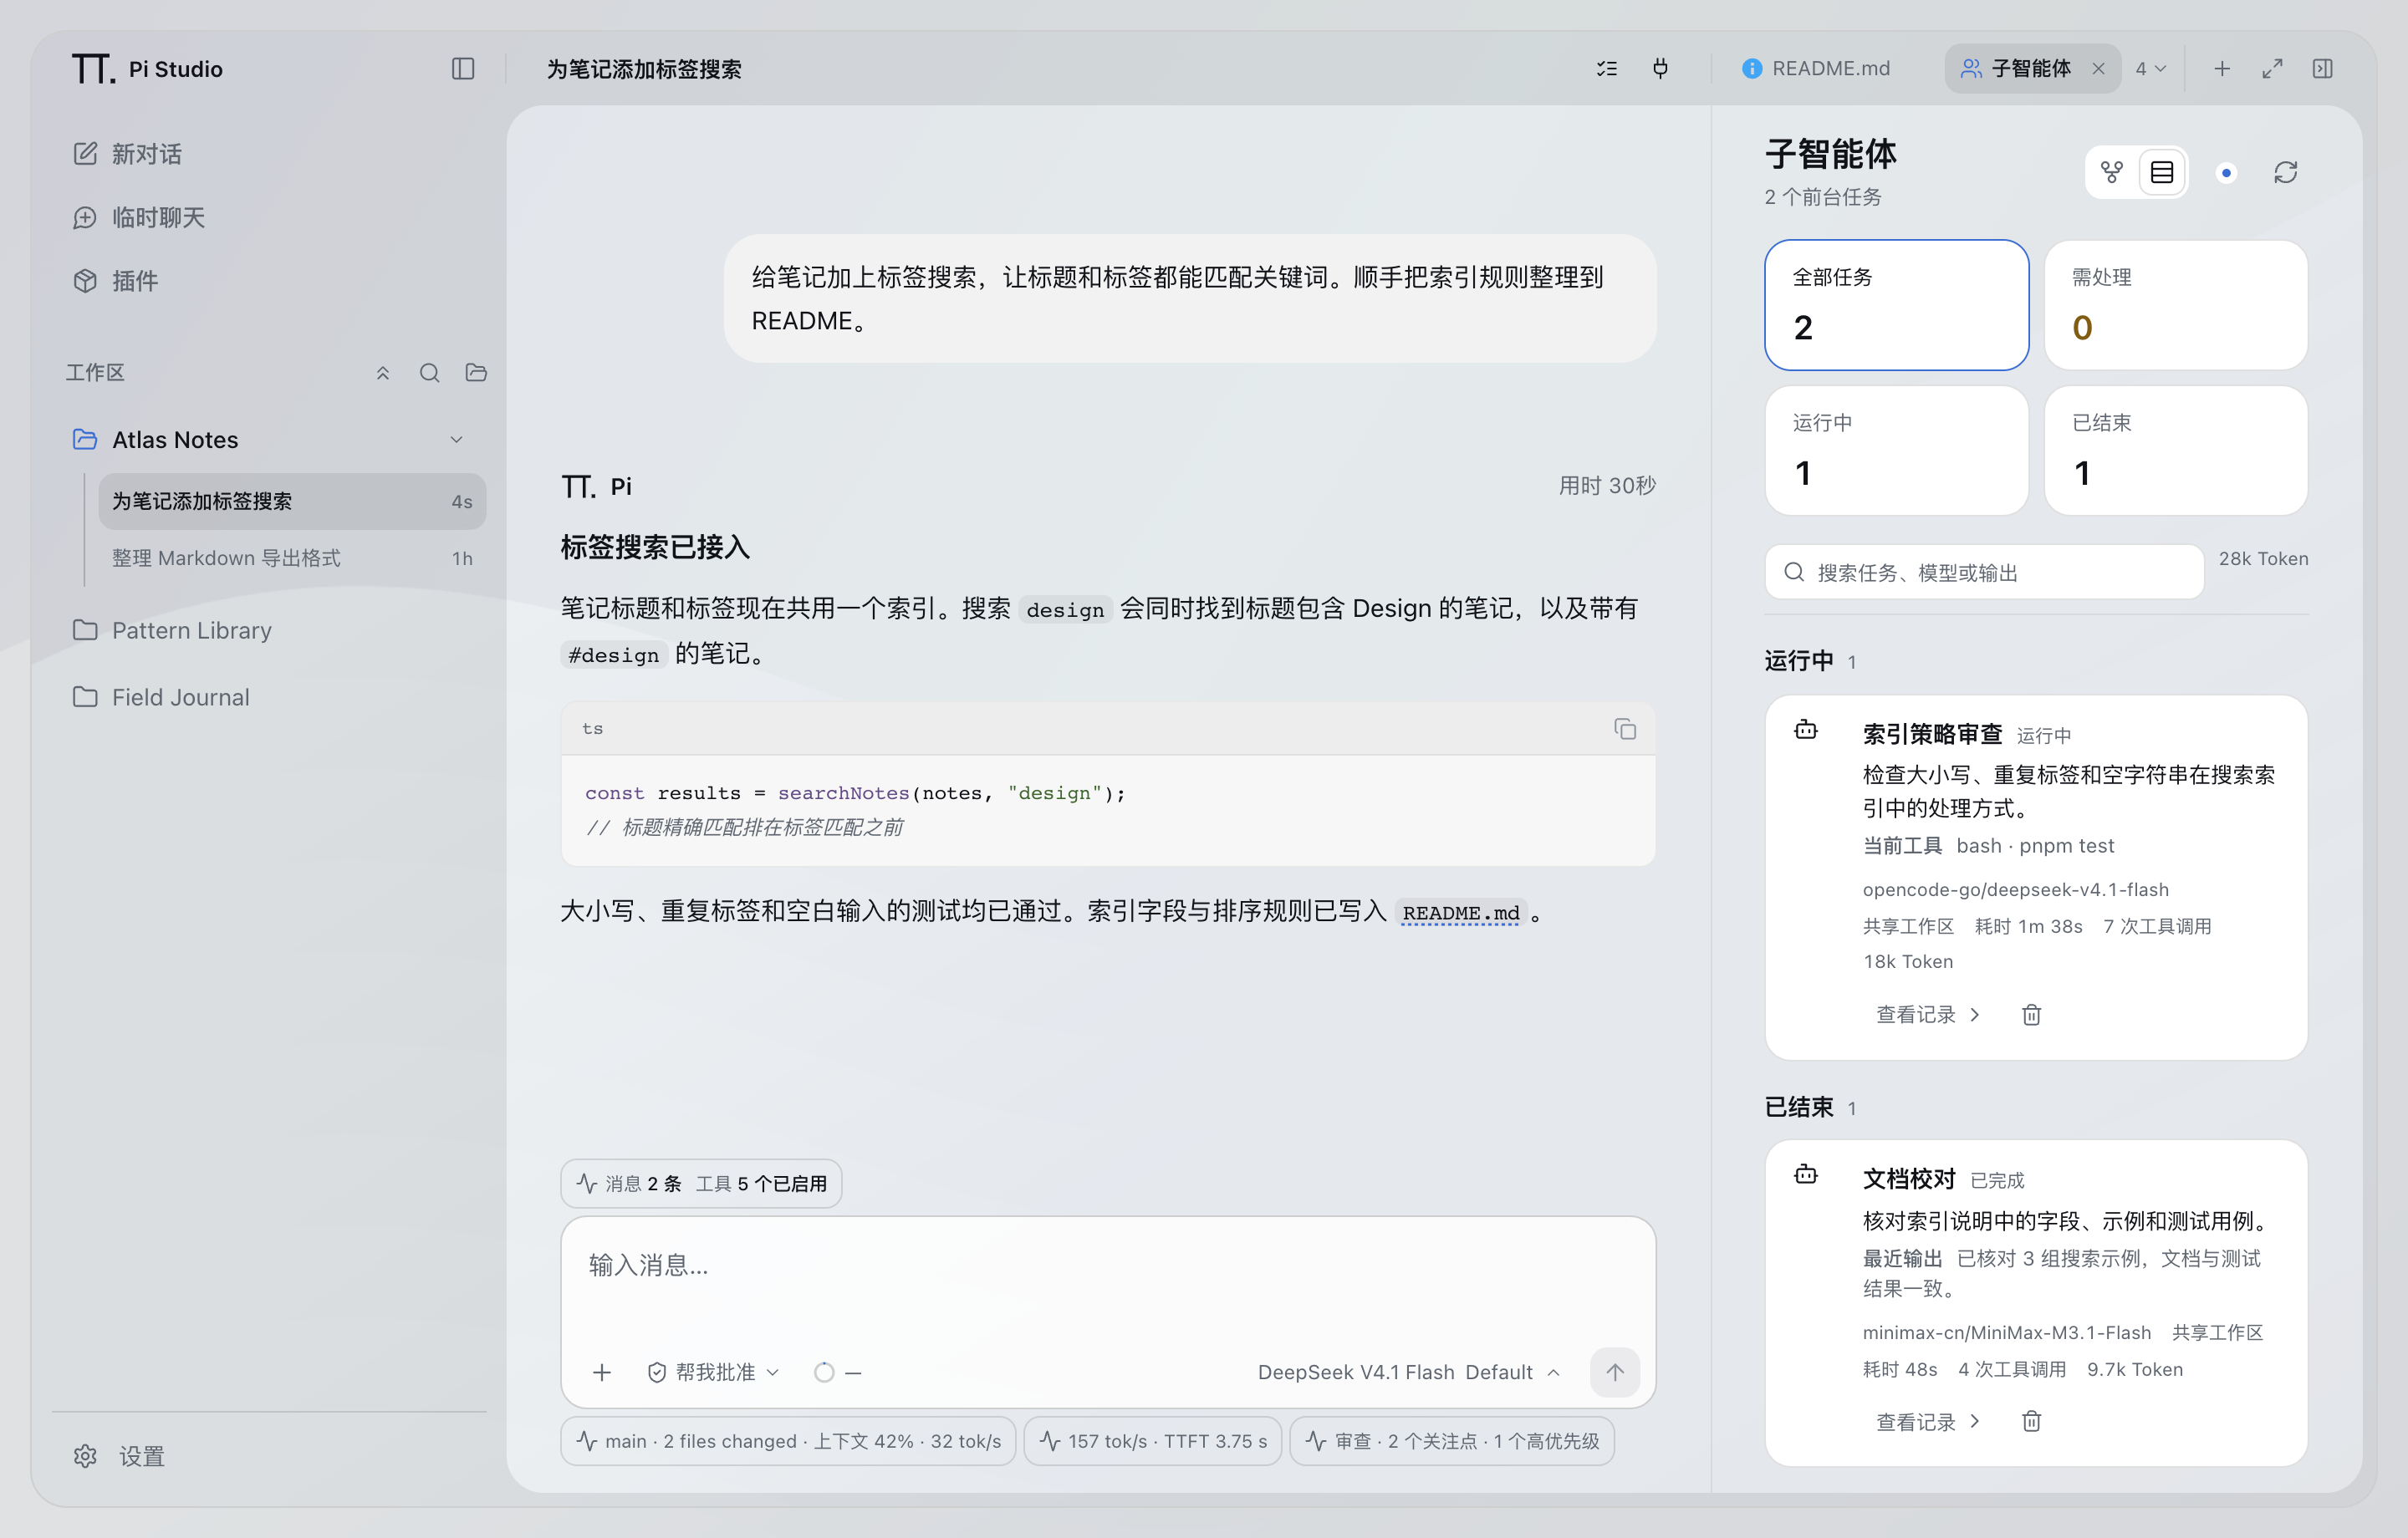 Pi Studio
新对话
临时聊天
插件
工作区
Atlas Notes
为笔记添加标签搜索 4s
整理 Markdown 导出格式 1h
Pattern Library
Field Journal
设置
为笔记添加标签搜索
给笔记加上标签搜索，让标题和标签都能匹配关键词。顺手把索引规则整理到
README。
Pi 用时 30秒
标签搜索已接入
笔记标题和标签现在共用一个索引。搜索 design 会同时找到标题包含 Design 的笔记，以及带有
#design 的笔记。
ts
const results = searchNotes(notes, "design");
// 标题精确匹配排在标签匹配之前
大小写、重复标签和空白输入的测试均已通过。索引字段与排序规则已写入 README.md 。
消息 2 条 工具 5 个已启用
输入消息...
帮我批准 —
DeepSeek V4.1 Flash Default
main · 2 files changed · 上下文 42% · 32 tok/s
157 tok/s · TTFT 3.75 s
审查 · 2 个关注点 · 1 个高优先级
README.md
子智能体
4
子智能体
2 个前台任务
全部任务
2
需处理
0
运行中
1
已结束
1
搜索任务、模型或输出
28k Token
运行中 1
索引策略审查 运行中
检查大小写、重复标签和空字符串在搜索索
引中的处理方式。
当前工具 bash · pnpm test
opencode-go/deepseek-v4.1-flash
共享工作区 耗时 1m 38s 7 次工具调用
18k Token
查看记录
已结束 1
文档校对 已完成
核对索引说明中的字段、示例和测试用例。
最近输出 已核对 3 组搜索示例，文档与测试
结果一致。
minimax-cn/MiniMax-M3.1-Flash 共享工作区
耗时 48s 4 次工具调用 9.7k Token
查看记录